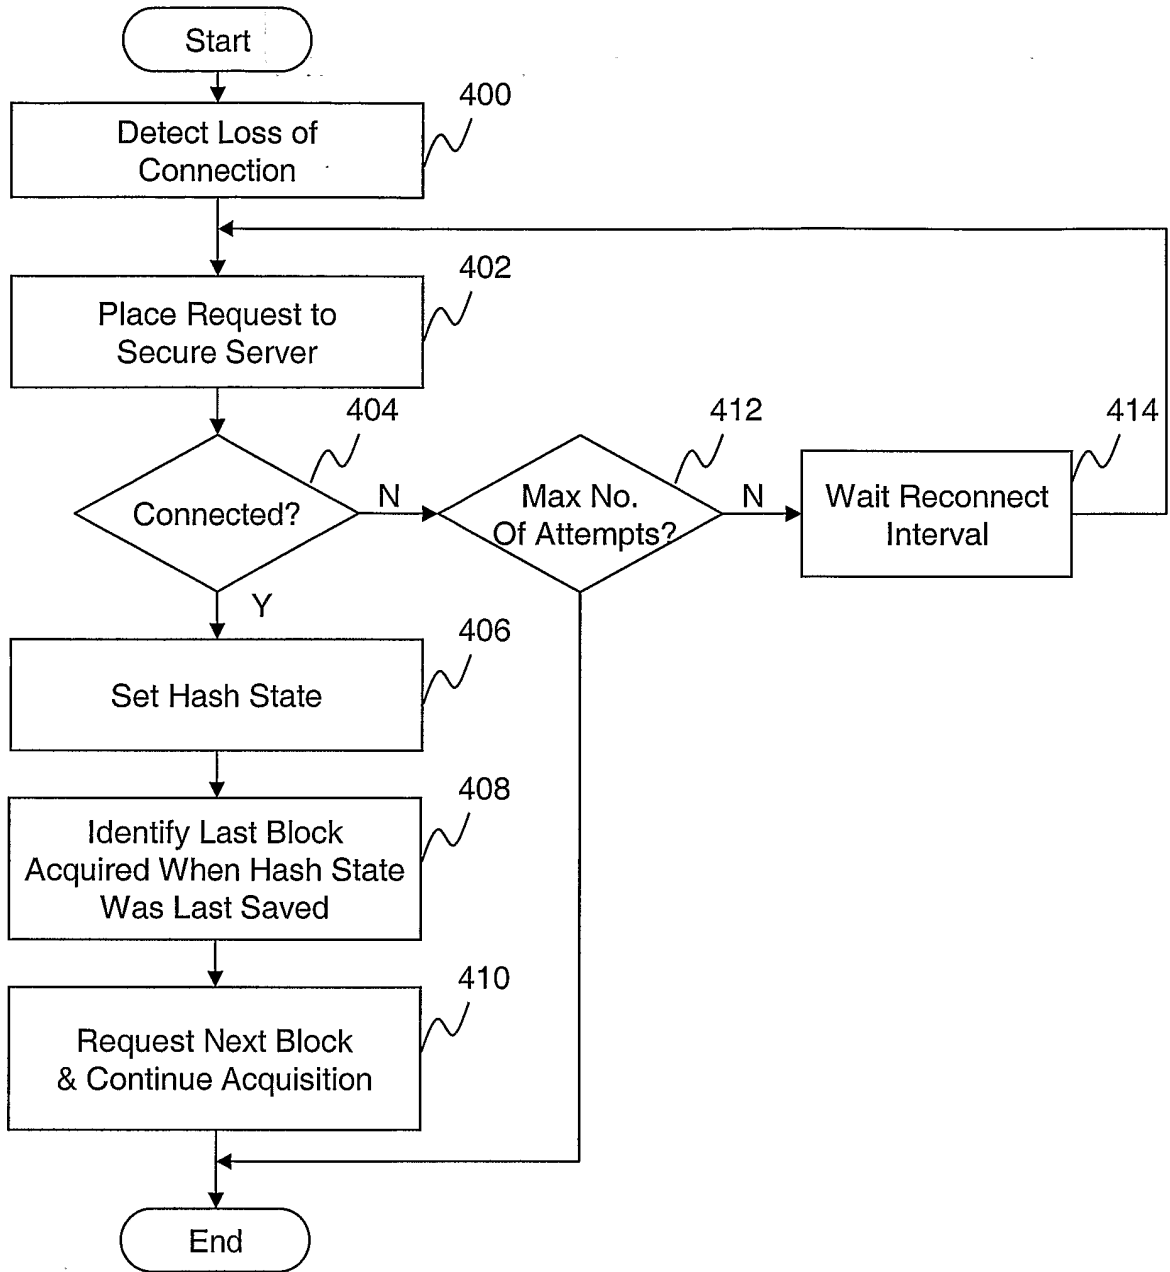 Start
400
Detect Loss of
Connection
402
Place Request to
Secure Server
404
Connected?
N
412
Max No.
Of Attempts?
N
414
Wait Reconnect
Interval
Y
406
Set Hash State
408
Identify Last Block
Acquired When Hash State
Was Last Saved
410
Request Next Block
& Continue Acquisition
End